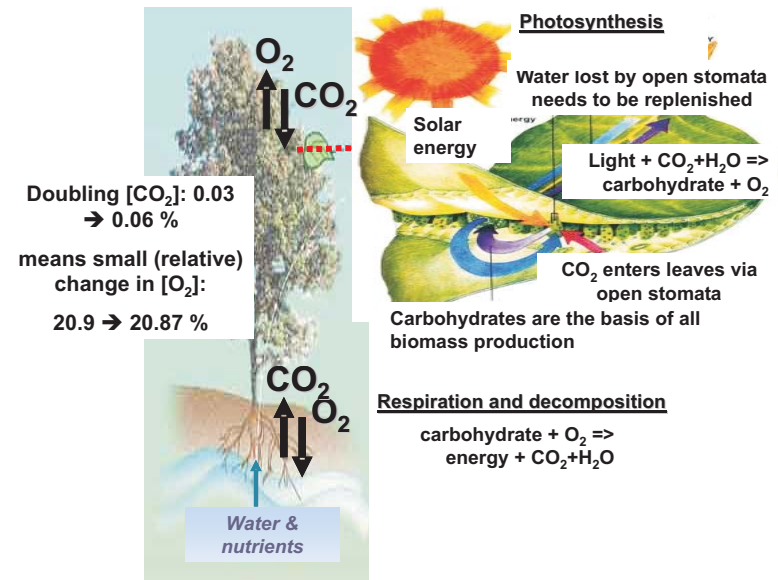 Photosynthesis
O₂
CO₂
Water lost by open stomata
needs to be replenished
ergy
Solar
energy
Light + CO₂+H₂O =>
carbohydrate + O₂
Doubling [CO₂]: 0.03
➔ 0.06 %
means small (relative)
change in [O₂]:
20.9 ➔ 20.87 %
CO₂ enters leaves via
open stomata
Carbohydrates are the basis of all
biomass production
CO₂
O₂
Respiration and decomposition
carbohydrate + O₂ =>
energy + CO₂+H₂O
Water &
nutrients